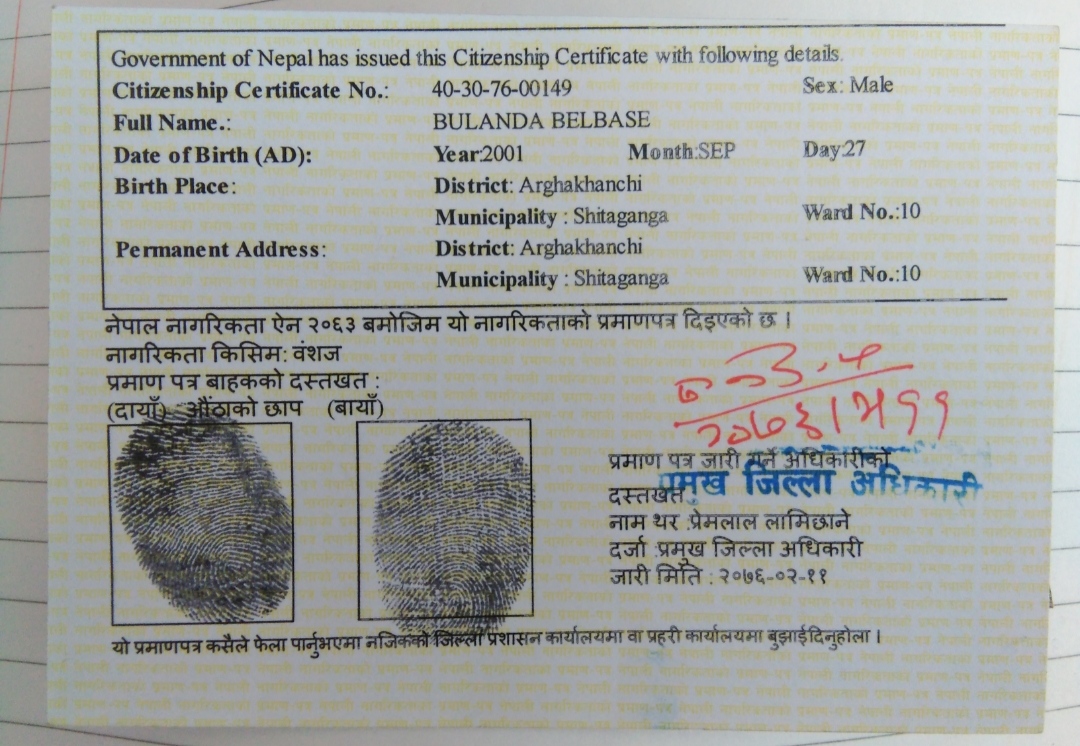 Government of Nepal has issued this Citizenship Certificate with following details.
Citizenship Certificate No.: 40-30-76-00149 Sex: Male
Full Name.: BULANDA BELBASE
Date of Birth (AD): Year:2001 Month:SEP Day:27
Birth Place: District: Arghakhanchi
Municipality : Shitaganga Ward No.:10
Permanent Address: District: Arghakhanchi
Municipality : Shitaganga Ward No.:10
नेपाल नागरिकता ऐन २०६३ बमोजिम यो नागरिकताको प्रमाणपत्र दिइएको छ ।
नागरिकता किसिम: वंशज
प्रमाण पत्र बाहकको दस्तखत :
(दायाँ) औंठाको छाप (बायाँ)
प्रमाण पत्र जारी गर्ने अधिकारीको
दस्तखत
प्रमुख जिल्ला अधिकारी
नाम थर :प्रेमलाल लामिछाने
दर्जा :प्रमुख जिल्ला अधिकारी
जारी मिति : २०७६-०२-११
यो प्रमाणपत्र कसैले फेला पार्नुभएमा नजिकको जिल्ला प्रशासन कार्यालयमा वा प्रहरी कार्यालयमा बुझाईदिनुहोला ।